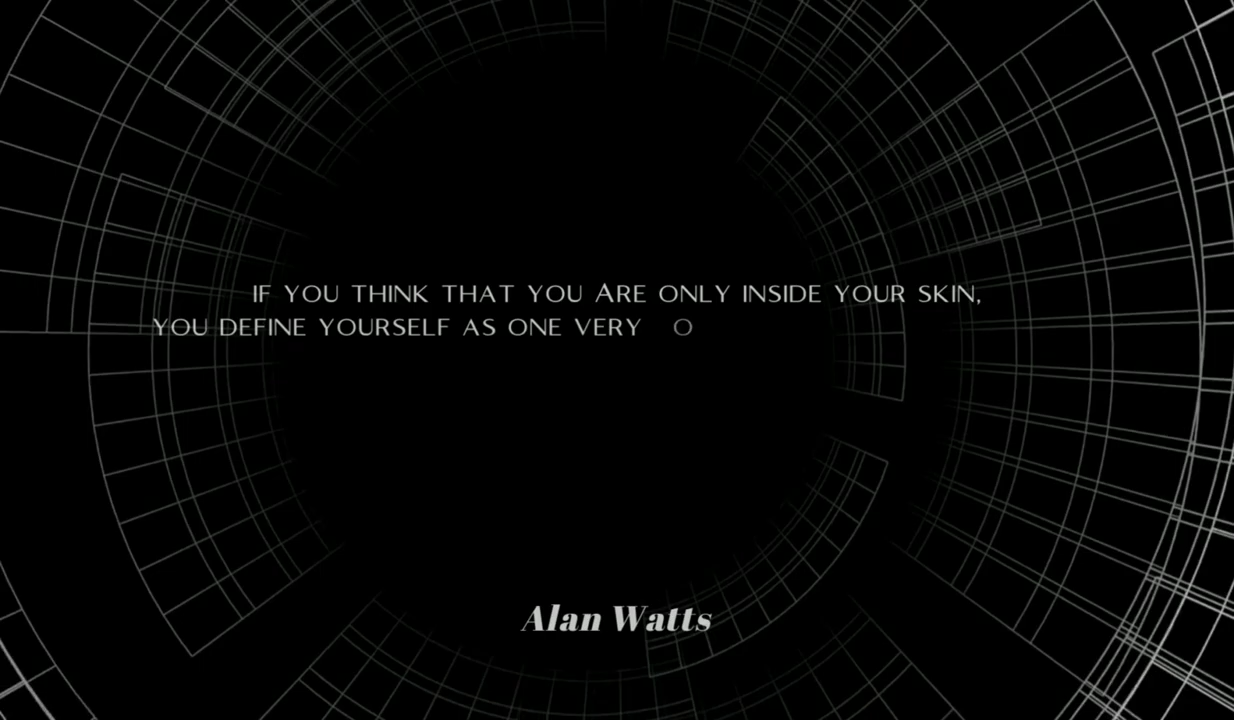 IF YOU THINK THAT YOU ARE ONLY INSIDE YOUR SKIN,
YOU DEFINE YOURSELF AS ONE VERY O
Alan Watts